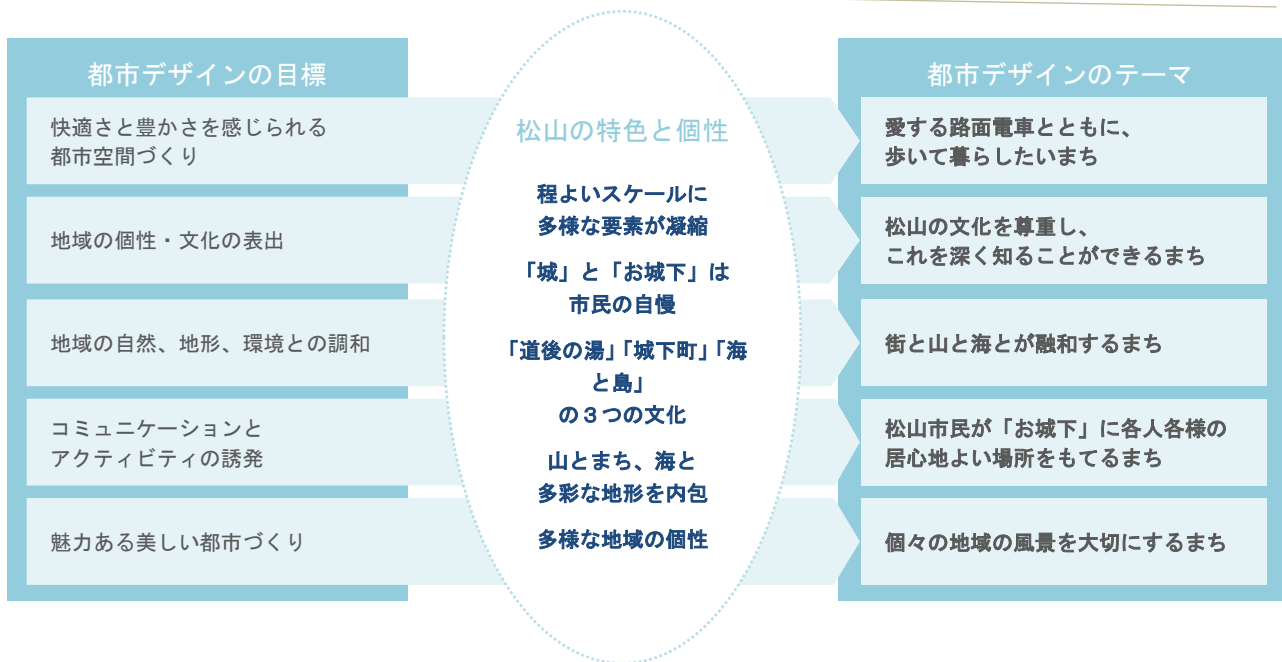 都市デザインの目標
快適さと豊かさを感じられる
都市空間づくり
地域の個性・文化の表出
地域の自然、地形、環境との調和
コミュニケーションと
アクティビティの誘発
魅力ある美しい都市づくり
松山の特色と個性
程よいスケールに
多様な要素が凝縮
「城」と「お城下」は
市民の自慢
「道後の湯」「城下町」「海
と島」
の３つの文化
山とまち、海と
多彩な地形を内包
多様な地域の個性
都市デザインのテーマ
愛する路面電車とともに、
歩いて暮らしたいまち
松山の文化を尊重し、
これを深く知ることができるまち
街と山と海とが融和するまち
松山市民が「お城下」に各人各様の
居心地よい場所をもてるまち
個々の地域の風景を大切にするまち